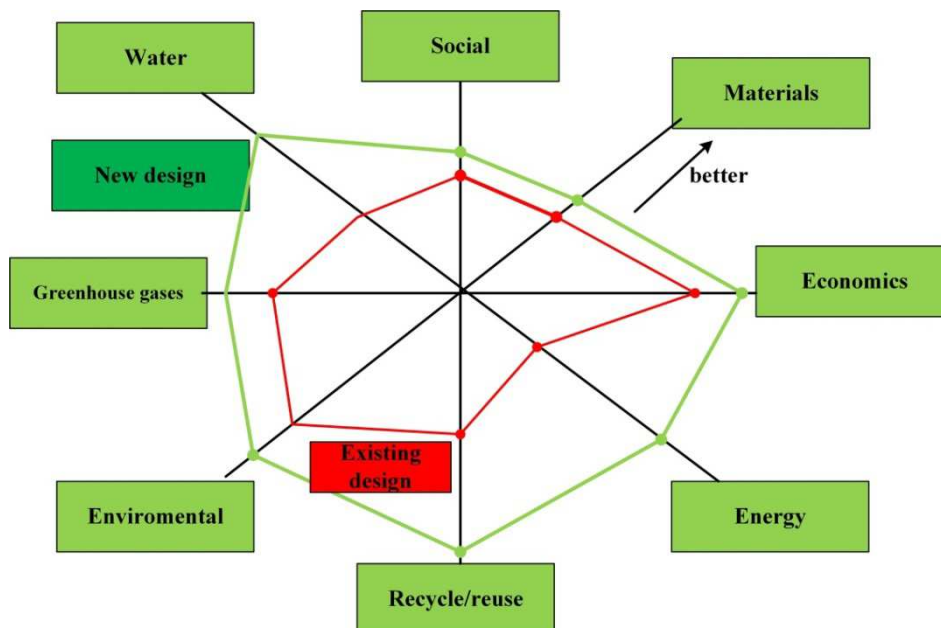 Social
Water
Materials
New design
better
Greenhouse gases
Economics
Existing
design
Enviromental
Energy
Recycle/reuse